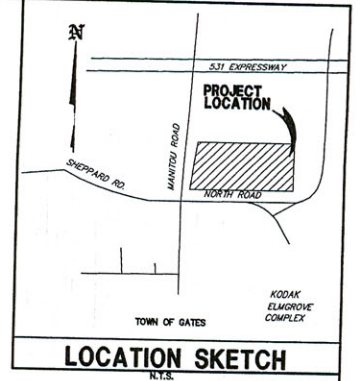 N
531 EXPRESSWAY
PROJECT
LOCATION
MANITOU ROAD
SHEPPARD RD.
NORTH ROAD
KODAK
ELMGROVE
COMPLEX
TOWN OF GATES
LOCATION SKETCH
N.T.S.